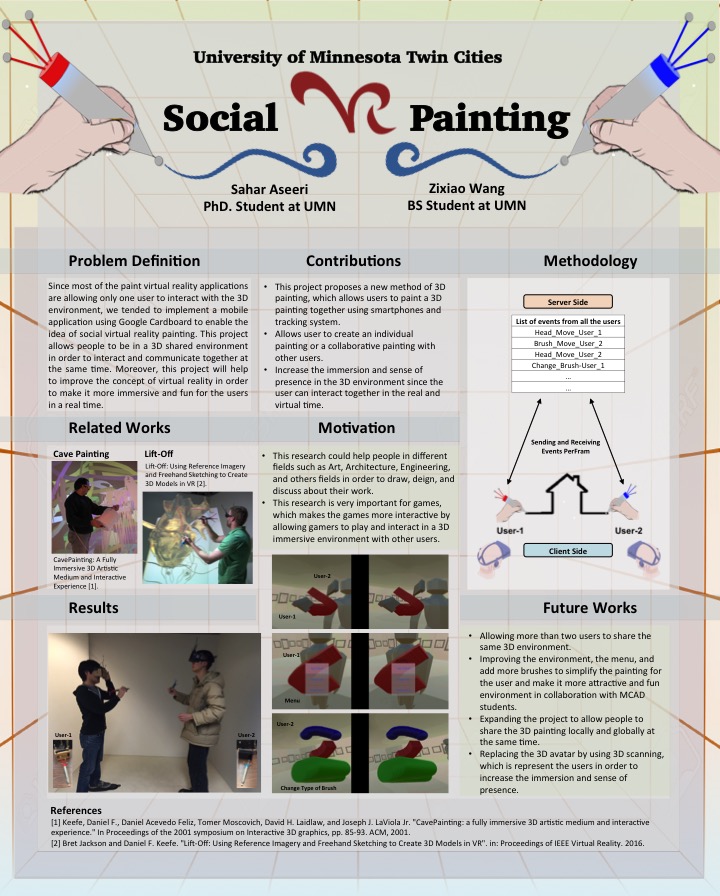 University of Minnesota Twin Cities
Social VR Painting
Sahar Aseeri
PhD. Student at UMN
Zixiao Wang
BS Student at UMN
Problem Definition
Since most of the paint virtual reality applications
are allowing only one user to interact with the 3D
environment, we tended to implement a mobile
application using Google Cardboard to enable the
idea of social virtual reality painting. This project
allows people to be in a 3D shared environment
in order to interact and communicate together at
the same time. Moreover, this project will help
to improve the concept of virtual reality in order
to make it more immersive and fun for the users
in a real time.
Contributions
• This project proposes a new method of 3D
painting, which allows users to paint a 3D
painting together using smartphones and
tracking system.
• Allows user to create an individual
painting or a collaborative painting with
other users.
• Increase the immersion and sense of
presence in the 3D environment since the
user can interact together in the real and
virtual time.
Methodology
Server Side
List of events from all the users
Head_Move_User_1
Brush_Move_User_2
Head_Move_User_2
Change_Brush-User_1
...
...
Sending and Receiving
Events PerFram
User-1
User-2
Client Side
Related Works
Cave Painting
CavePainting: A Fully
Immersive 3D Artistic
Medium and Interactive
Experience [1].
Lift-Off
Lift-Off: Using Reference Imagery
and Freehand Sketching to Create
3D Models in VR [2].
Motivation
• This research could help people in different
fields such as Art, Architecture, Engineering,
and others fields in order to draw, deign, and
discuss about their work.
• This research is very important for games,
which makes the games more interactive by
allowing gamers to play and interact in a 3D
immersive environment with other users.
Results
User-1
User-2
User-2
User-1
User-1
Menu
User-2
Change Type of Brush
Future Works
• Allowing more than two users to share the
same 3D environment.
• Improving the environment, the menu, and
add more brushes to simplify the painting for
the user and make it more attractive and fun
environment in collaboration with MCAD
students.
• Expanding the project to allow people to
share the 3D painting locally and globally at
the same time.
• Replacing the 3D avatar by using 3D scanning,
which is represent the users in order to
increase the immersion and sense of
presence.
References
[1] Keefe, Daniel F., Daniel Acevedo Feliz, Tomer Moscovich, David H. Laidlaw, and Joseph J. LaViola Jr. "CavePainting: a fully immersive 3D artistic medium and interactive
experience." In Proceedings of the 2001 symposium on Interactive 3D graphics, pp. 85-93. ACM, 2001.
[2] Bret Jackson and Daniel F. Keefe. "Lift-Off: Using Reference Imagery and Freehand Sketching to Create 3D Models in VR". in: Proceedings of IEEE Virtual Reality. 2016.